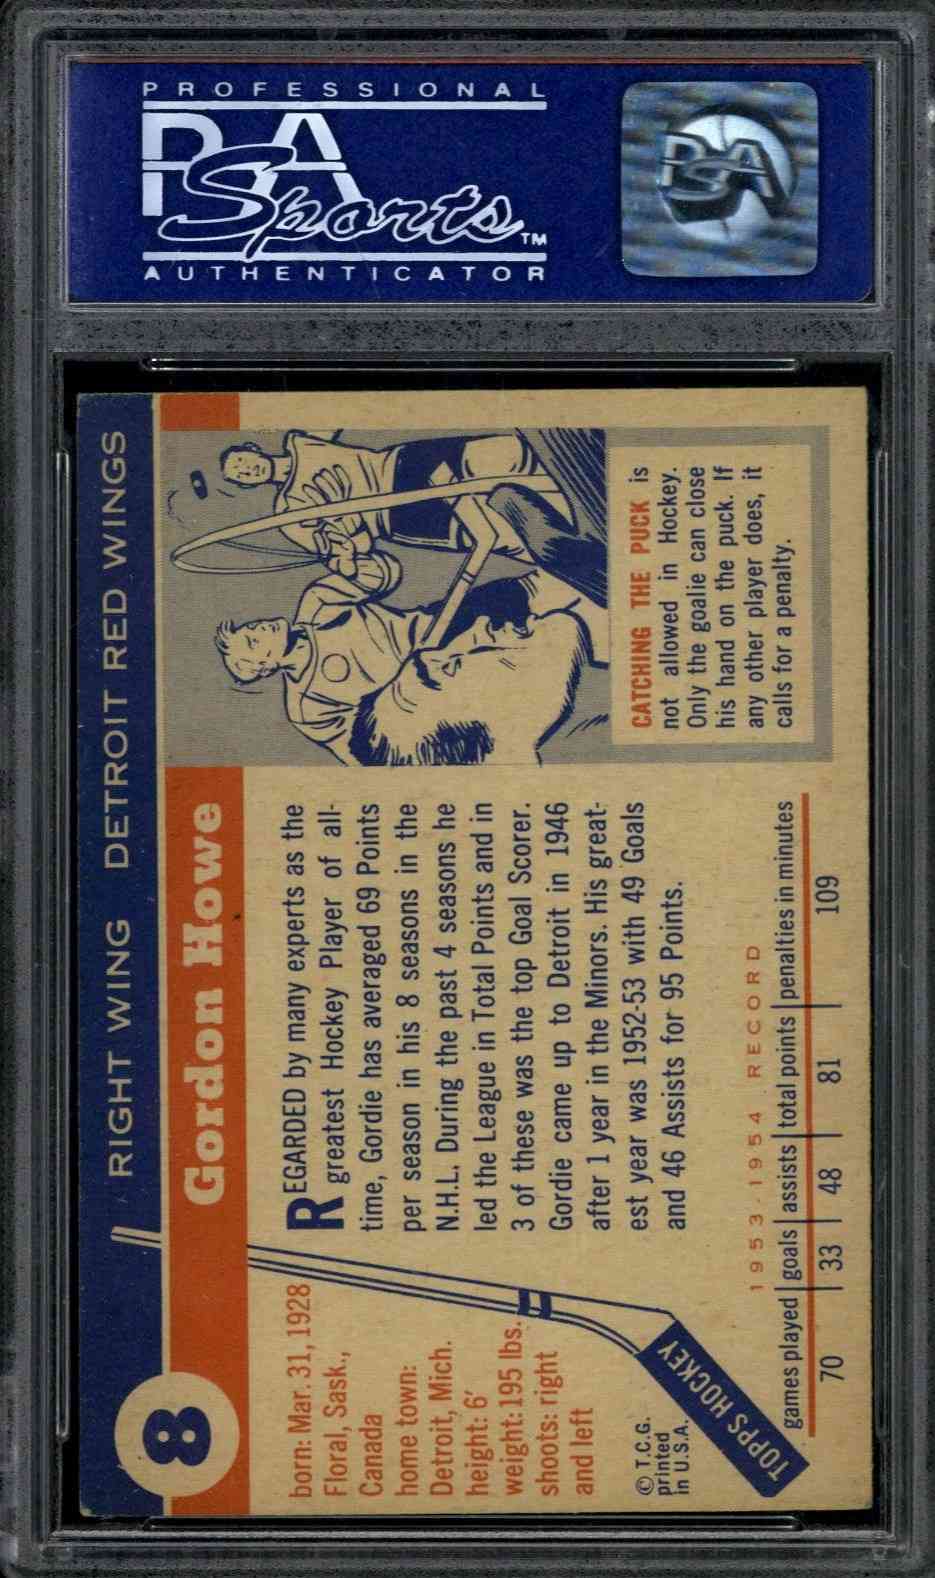 PROFESSIONAL
PSA
Sports™
AUTHENTICATOR
PSA
8
RIGHT WING DETROIT RED WINGS
Gordon Howe
born: Mar. 31, 1928
Floral, Sask.,
Canada
home town:
Detroit, Mich.
height: 6'
weight: 195 lbs.
shoots: right
and left
© T.C.G.
printed
in U.S.A.
TOPPS HOCKEY
REGARDED by many experts as the
greatest Hockey Player of all-
time, Gordie has averaged 69 Points
per season in his 8 seasons in the
N.H.L. During the past 4 seasons he
led the League in Total Points and in
3 of these was the top Goal Scorer.
Gordie came up to Detroit in 1946
after 1 year in the Minors. His great-
est year was 1952-53 with 49 Goals
and 46 Assists for 95 Points.
CATCHING THE PUCK is
not allowed in Hockey.
Only the goalie can close
his hand on the puck. If
any other player does, it
calls for a penalty.
1953-1954 RECORD
games played goals assists total points penalties in minutes
70 33 48 81 109